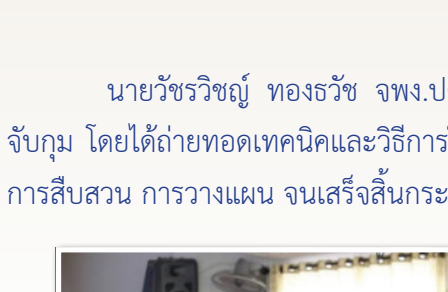 นายวัชรวิชญ์ ทองธวัช จพง.ป
จับกุม โดยได้ถ่ายทอดเทคนิคและวิธีการ
การสืบสวน การวางแผน จนเสร็จสิ้นกระ